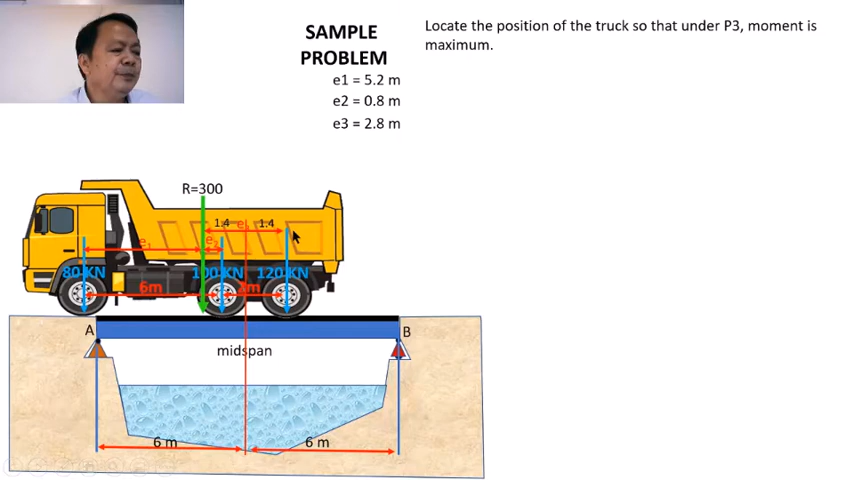 SAMPLE
PROBLEM
e1 = 5.2 m
e2 = 0.8 m
e3 = 2.8 m
Locate the position of the truck so that under P3, moment is
maximum.
R=300
1.4
1.4
e1
80 KN
100 KN
120 KN
6m
A
B
midspan
6 m
6 m